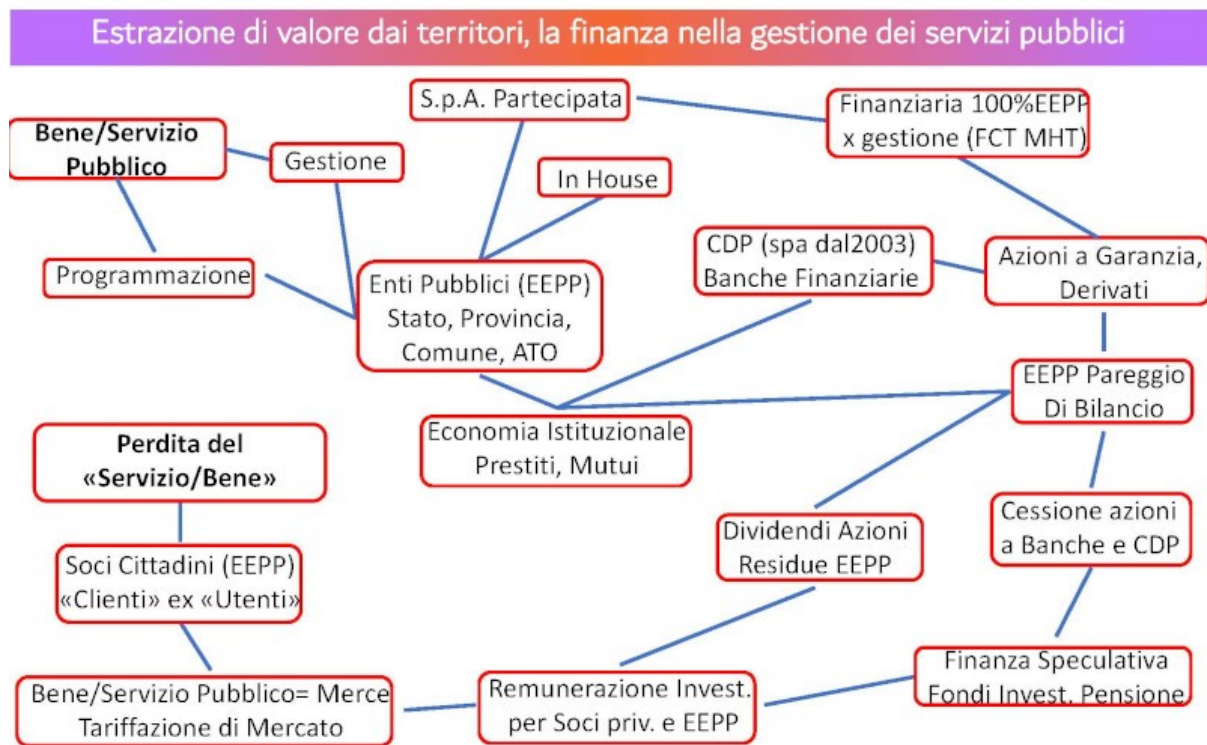 Estrazione di valore dai territori, la finanza nella gestione dei servizi pubblici
S.p.A. Partecipata
Finanziaria 100%EEPP
x gestione (FCT MHT)
Bene/Servizio
Pubblico
Gestione
In House
Programmazione
Enti Pubblici (EEPP)
Stato, Provincia,
Comune, ATO
CDP (spa dal2003)
Banche Finanziarie
Azioni a Garanzia,
Derivati
EEPP Pareggio
Di Bilancio
Economia Istituzionale
Prestiti, Mutui
Perdita del
«Servizio/Bene»
Dividendi Azioni
Residue EEPP
Cessione azioni
a Banche e CDP
Soci Cittadini (EEPP)
«Clienti» ex «Utenti»
Bene/Servizio Pubblico= Merce
Tariffazione di Mercato
Remunerazione Invest.
per Soci priv. e EEPP
Finanza Speculativa
Fondi Invest. Pensione